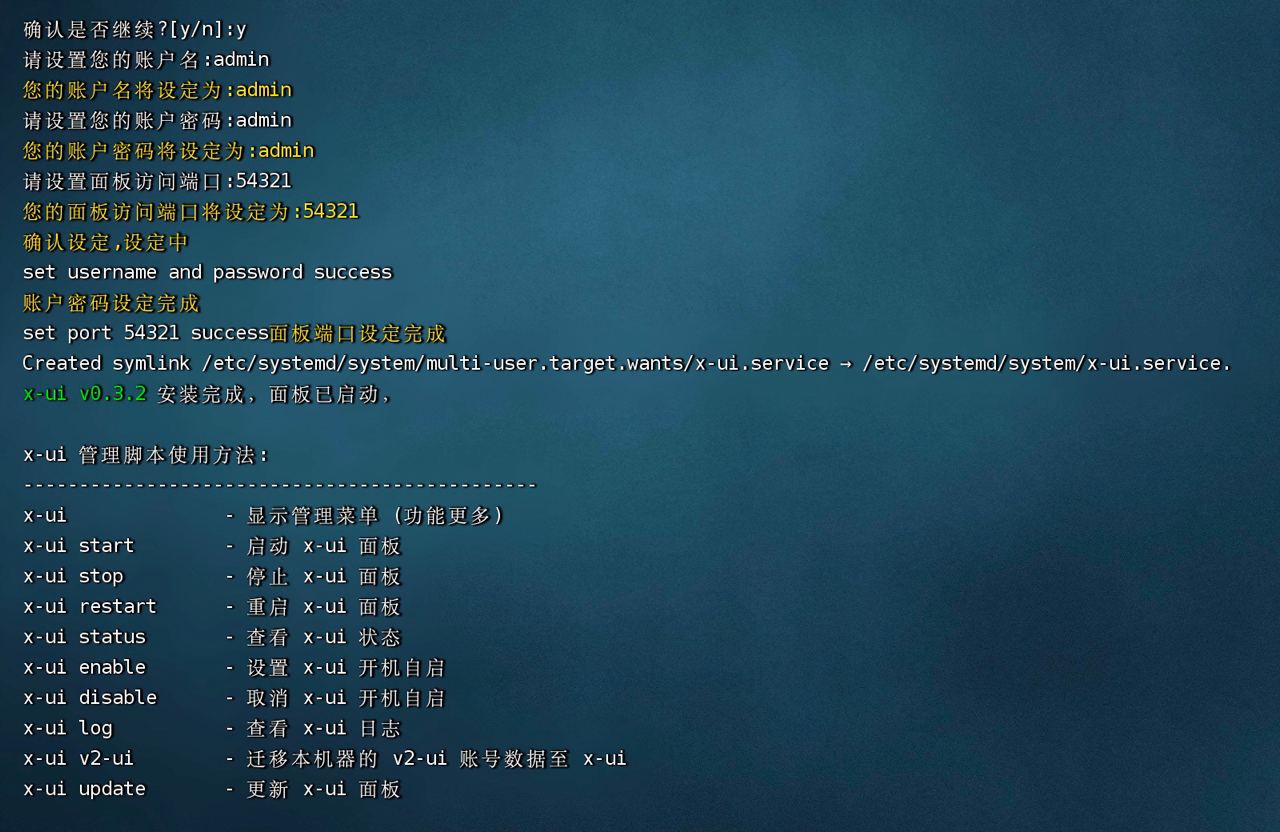 确认是否继续?[y/n]:y
请设置您的账户名:admin
您的账户名将设定为:admin
请设置您的账户密码:admin
您的账户密码将设定为:admin
请设置面板访问端口:54321
您的面板访问端口将设定为:54321
确认设定,设定中
set username and password success
账户密码设定完成
set port 54321 success面板端口设定完成
Created symlink /etc/systemd/system/multi-user.target.wants/x-ui.service → /etc/systemd/system/x-ui.service.
x-ui v0.3.2 安装完成，面板已启动，
x-ui 管理脚本使用方法:
----------------------------------------------
x-ui              - 显示管理菜单 (功能更多)
x-ui start        - 启动 x-ui 面板
x-ui stop         - 停止 x-ui 面板
x-ui restart      - 重启 x-ui 面板
x-ui status       - 查看 x-ui 状态
x-ui enable       - 设置 x-ui 开机自启
x-ui disable      - 取消 x-ui 开机自启
x-ui log          - 查看 x-ui 日志
x-ui v2-ui        - 迁移本机器的 v2-ui 账号数据至 x-ui
x-ui update       - 更新 x-ui 面板